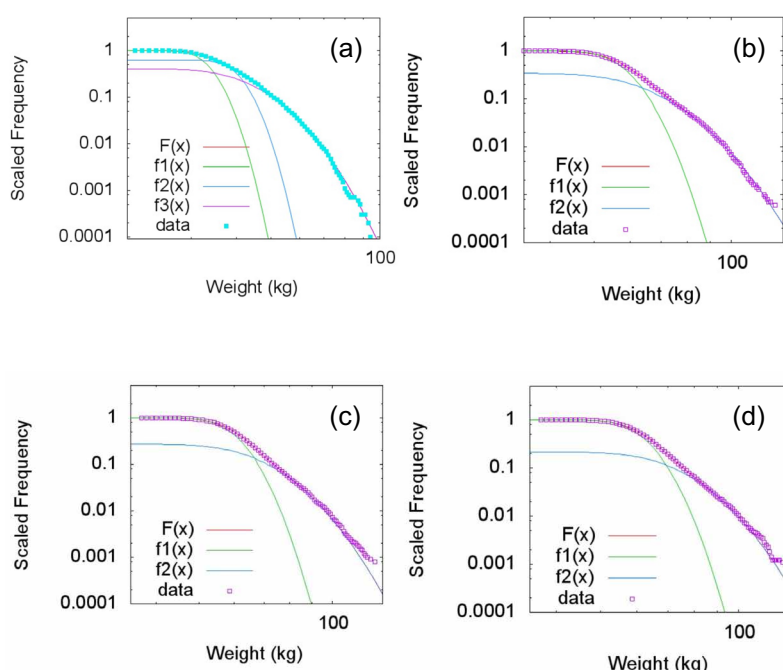 (a)
Scaled Frequency
1
0.1
0.01
0.001
0.0001
F(x)
f1(x)
f2(x)
f3(x)
data
100
Weight (kg)
(b)
Scaled Frequency
1
0.1
0.01
0.001
0.0001
F(x)
f1(x)
f2(x)
data
100
Weight (kg)
(c)
Scaled Frequency
1
0.1
0.01
0.001
0.0001
F(x)
f1(x)
f2(x)
data
100
Weight (kg)
(d)
Scaled Frequency
1
0.1
0.01
0.001
0.0001
F(x)
f1(x)
f2(x)
data
100
Weight (kg)